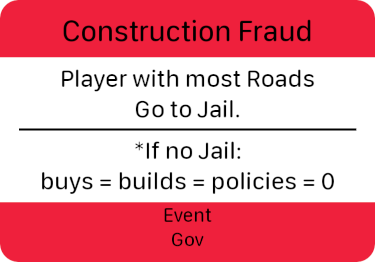 Construction Fraud
Player with most Roads
Go to Jail.
*If no Jail:
buys = builds = policies = 0
Event
Gov